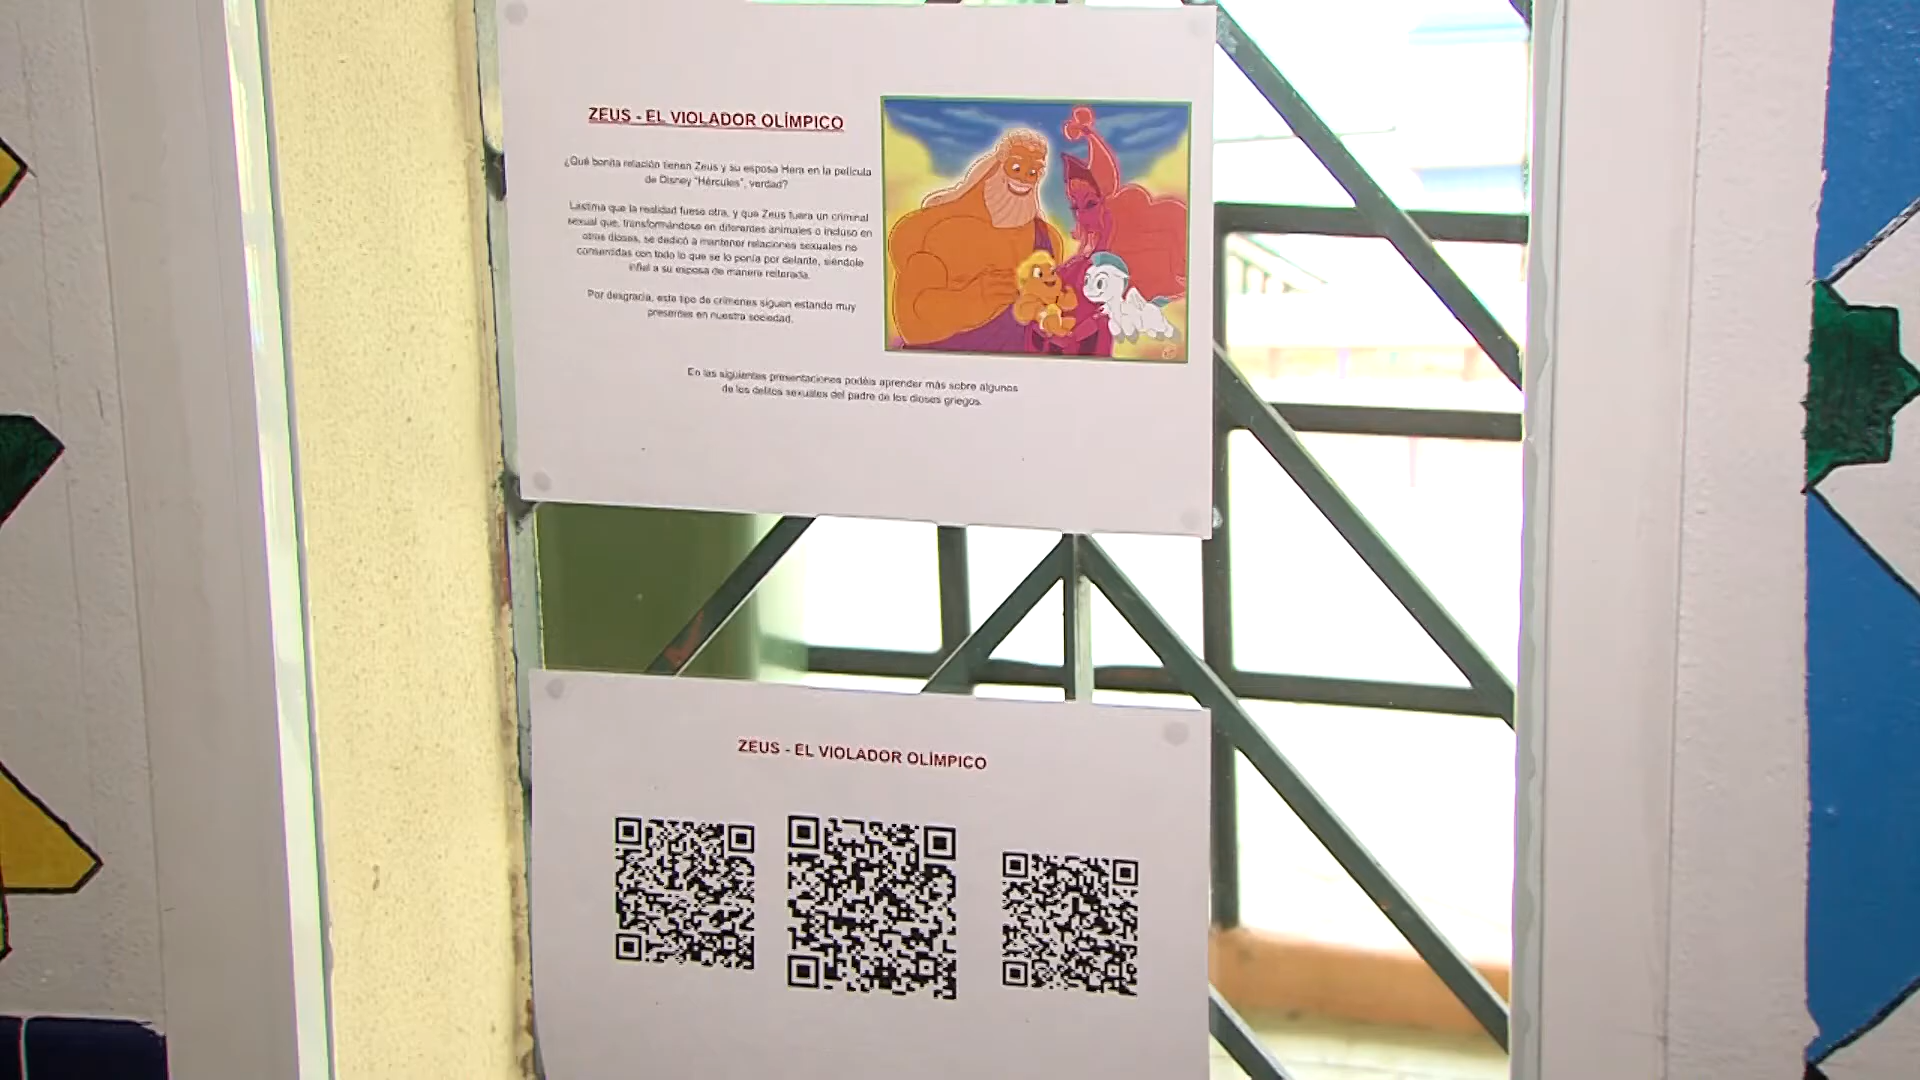 ZEUS - EL VIOLADOR OLÍMPICO
¿Qué bonita relación tienen Zeus y su esposa Hera en la película
de Disney "Hércules", verdad?
Lástima que la realidad fuese otra, y que Zeus fuera un criminal
sexual que, transformándose en diferentes animales o incluso en
otros dioses, se dedicó a mantener relaciones sexuales no
consentidas con todo lo que se lo ponía por delante, siéndole
infiel a su esposa de manera reiterada.
Por desgracia, este tipo de crímenes siguen estando muy
presentes en nuestra sociedad.
En las siguientes presentaciones podéis aprender más sobre algunos
de los delitos sexuales del padre de los dioses griegos.
ZEUS - EL VIOLADOR OLÍMPICO